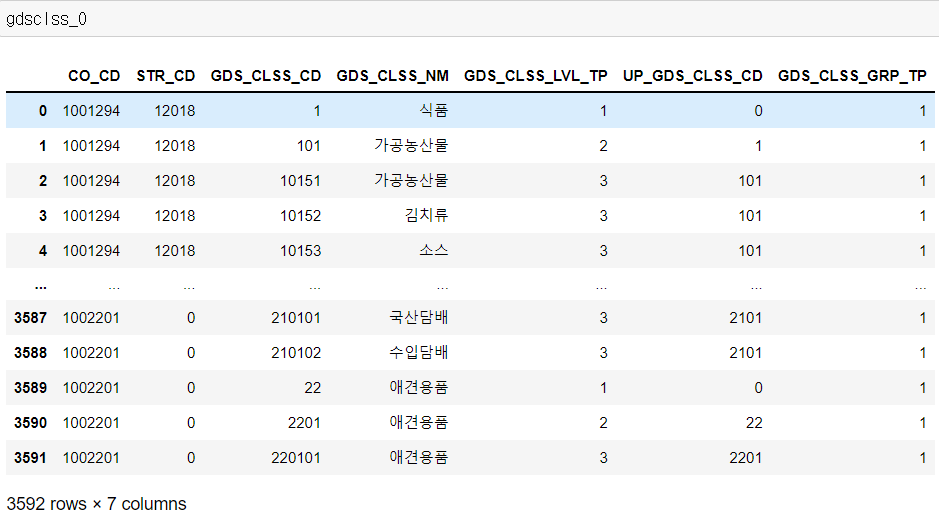 gdsclss_0
CO_CD STR_CD GDS_CLSS_CD GDS_CLSS_NM GDS_CLSS_LVL_TP UP_GDS_CLSS_CD GDS_CLSS_GRP_TP
0 1001294 12018 1 식품 1 0 1
1 1001294 12018 101 가공농산물 2 1 1
2 1001294 12018 10151 가공농산물 3 101 1
3 1001294 12018 10152 김치류 3 101 1
4 1001294 12018 10153 소스 3 101 1
... ... ... ... ... ... ... ...
3587 1002201 0 210101 국산담배 3 2101 1
3588 1002201 0 210102 수입담배 3 2101 1
3589 1002201 0 22 애견용품 1 0 1
3590 1002201 0 2201 애견용품 2 22 1
3591 1002201 0 220101 애견용품 3 2201 1
3592 rows × 7 columns